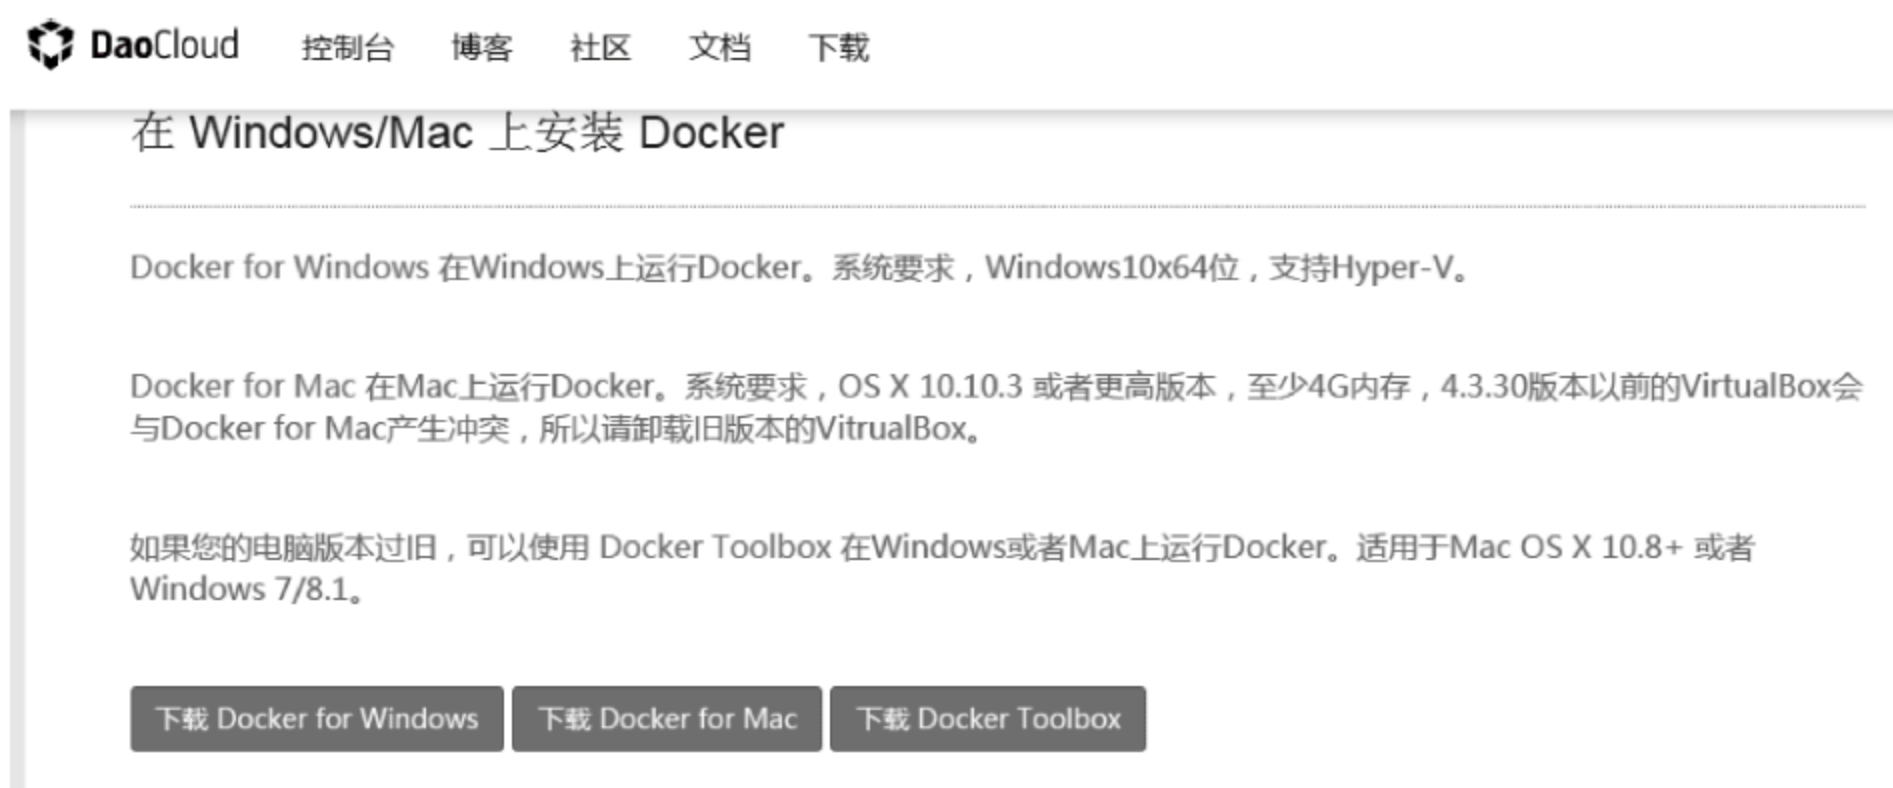 DaoCloud 控制台 博客 社区 文档 下载
在 Windows/Mac 上安装 Docker
Docker for Windows 在Windows上运行Docker。系统要求，Windows10x64位，支持Hyper-V。
Docker for Mac 在Mac上运行Docker。系统要求，OS X 10.10.3 或者更高版本，至少4G内存，4.3.30版本以前的VirtualBox会
与Docker for Mac产生冲突，所以请卸载旧版本的VitrualBox。
如果您的电脑版本过旧，可以使用 Docker Toolbox 在Windows或者Mac上运行Docker。适用于Mac OS X 10.8+ 或者
Windows 7/8.1。
下载 Docker for Windows 下载 Docker for Mac 下载 Docker Toolbox